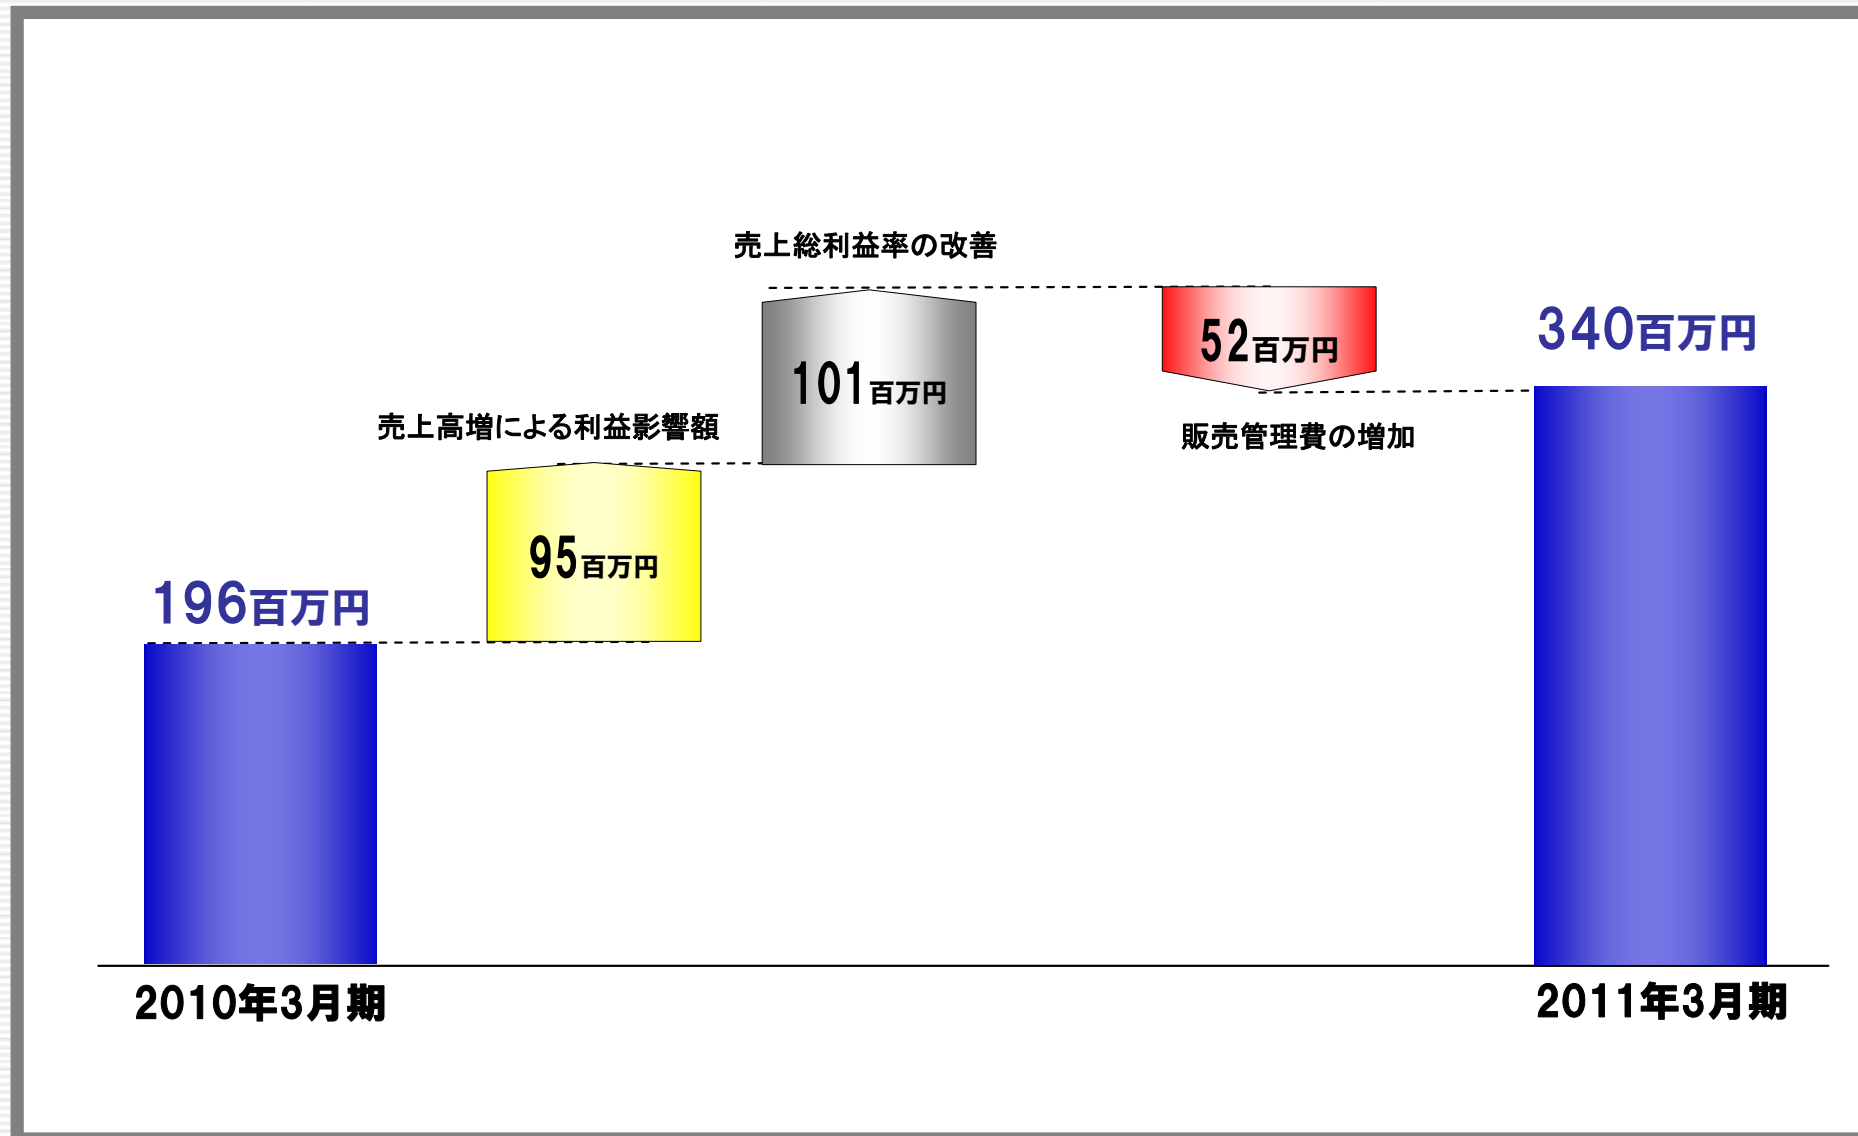 売上総利益率の改善
52百万円
340百万円
101百万円
売上高増による利益影響額
販売管理費の増加
95百万円
196百万円
2010年3月期
2011年3月期